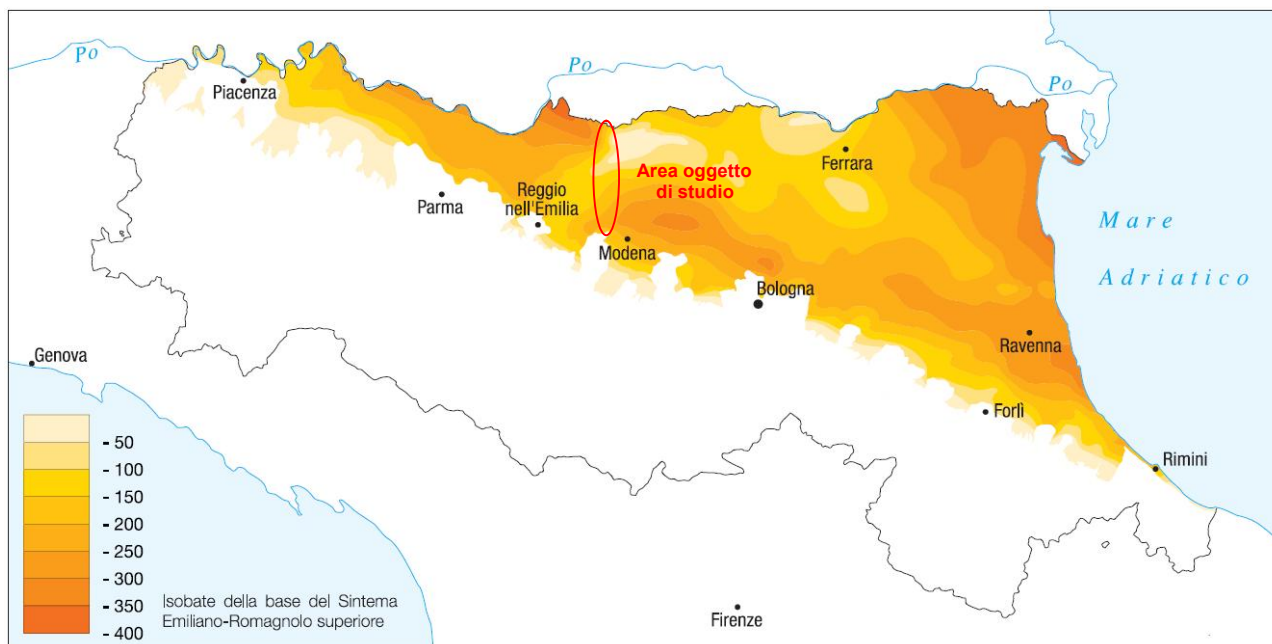 Po
Po
Po
Piacenza
Ferrara
Area oggetto
di studio
Parma
Reggio
nell'Emilia
Modena
Mare
Adriatico
Bologna
Ravenna
Genova
Forlì
Rimini
Firenze
- 50
- 100
- 150
- 200
- 250
- 300
- 350
- 400
Isobate della base del Sintema
Emiliano-Romagnolo superiore